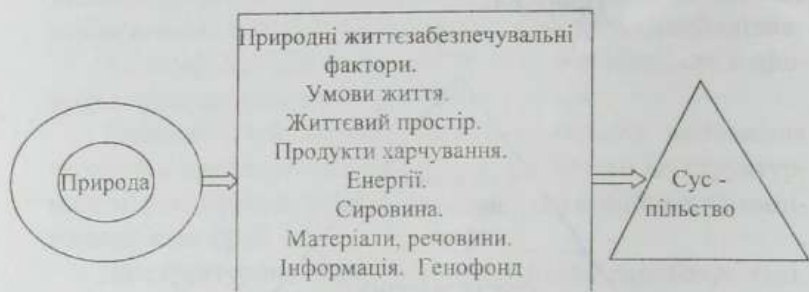 Природа
Природні життєзабезпечувальні
фактори.
Умови життя.
Життєвий простір.
Продукти харчування.
Енергії.
Сировина.
Матеріали, речовини.
Інформація. Генофонд
Сус -
пільство